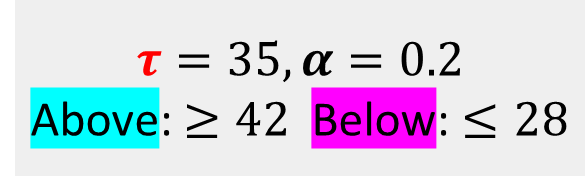 τ = 35, α = 0.2
Above: ≥ 42 Below: ≤ 28